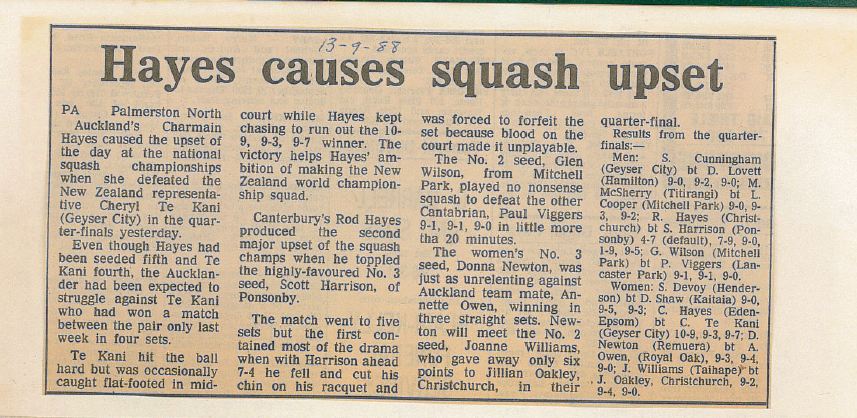 13-9-88
Hayes causes squash upset
PA Palmerston North
Auckland's Charmain
Hayes caused the upset of
the day at the national
squash championships
when she defeated the
New Zealand representa-
tive Cheryl Te Kani
(Geyser City) in the quar-
ter-finals yesterday.
Even though Hayes had
been seeded fifth and Te
Kani fourth, the Aucklan-
der had been expected to
struggle against Te Kani
who had won a match
between the pair only last
week in four sets.
Te Kani hit the ball
hard but was occasionally
caught flat-footed in mid-
court while Hayes kept
chasing to run out the 10-
9, 9-3, 9-7 winner. The
victory helps Hayes' am-
bition of making the New
Zealand world champion-
ship squad.
Canterbury's Rod Hayes
produced the second
major upset of the squash
champs when he toppled
the highly-favoured No. 3
seed, Scott Harrison, of
Ponsonby.
The match went to five
sets but the first con-
tained most of the drama
when with Harrison ahead
7-4 he fell and cut his
chin on his racquet and
was forced to forfeit the
set because blood on the
court made it unplayable.
The No. 2 seed, Glen
Wilson, from Mitchell
Park, played no nonsense
squash to defeat the other
Cantabrian, Paul Viggers
9-1, 9-1, 9-0 in little more
tha 20 minutes.
The women's No. 3
seed, Donna Newton, was
just as unrelenting against
Auckland team mate, An-
nette Owen, winning in
three straight sets. New-
ton will meet the No. 2
seed, Joanne Williams,
who gave away only six
points to Jillian Oakley,
Christchurch, in their
quarter-final.
Results from the quarter-
finals:—
Men: S. Cunningham
(Geyser City) bt D. Lovett
(Hamilton) 9-0, 9-2, 9-0; M.
McSherry (Titirangi) bt L.
Cooper (Mitchell Park) 9-0, 9-
3, 9-2; R. Hayes (Christ-
church) bt S. Harrison (Pon-
sonby) 4-7 (default), 7-9, 9-0,
1-9, 9-5; G. Wilson (Mitchell
Park) bt P. Viggers (Lan-
caster Park) 9-1, 9-1, 9-0.
Women: S. Devoy (Hender-
son) bt D. Shaw (Kaitaia) 9-0,
9-5, 9-3; C. Hayes (Eden-
Epsom) bt C. Te Kani
(Geyser City) 10-9, 9-3, 9-7; D.
Newton (Remuera) bt A.
Owen, (Royal Oak), 9-3, 9-4,
9-0; J. Williams (Taihape) bt
J. Oakley, Christchurch, 9-2,
9-4, 9-0.